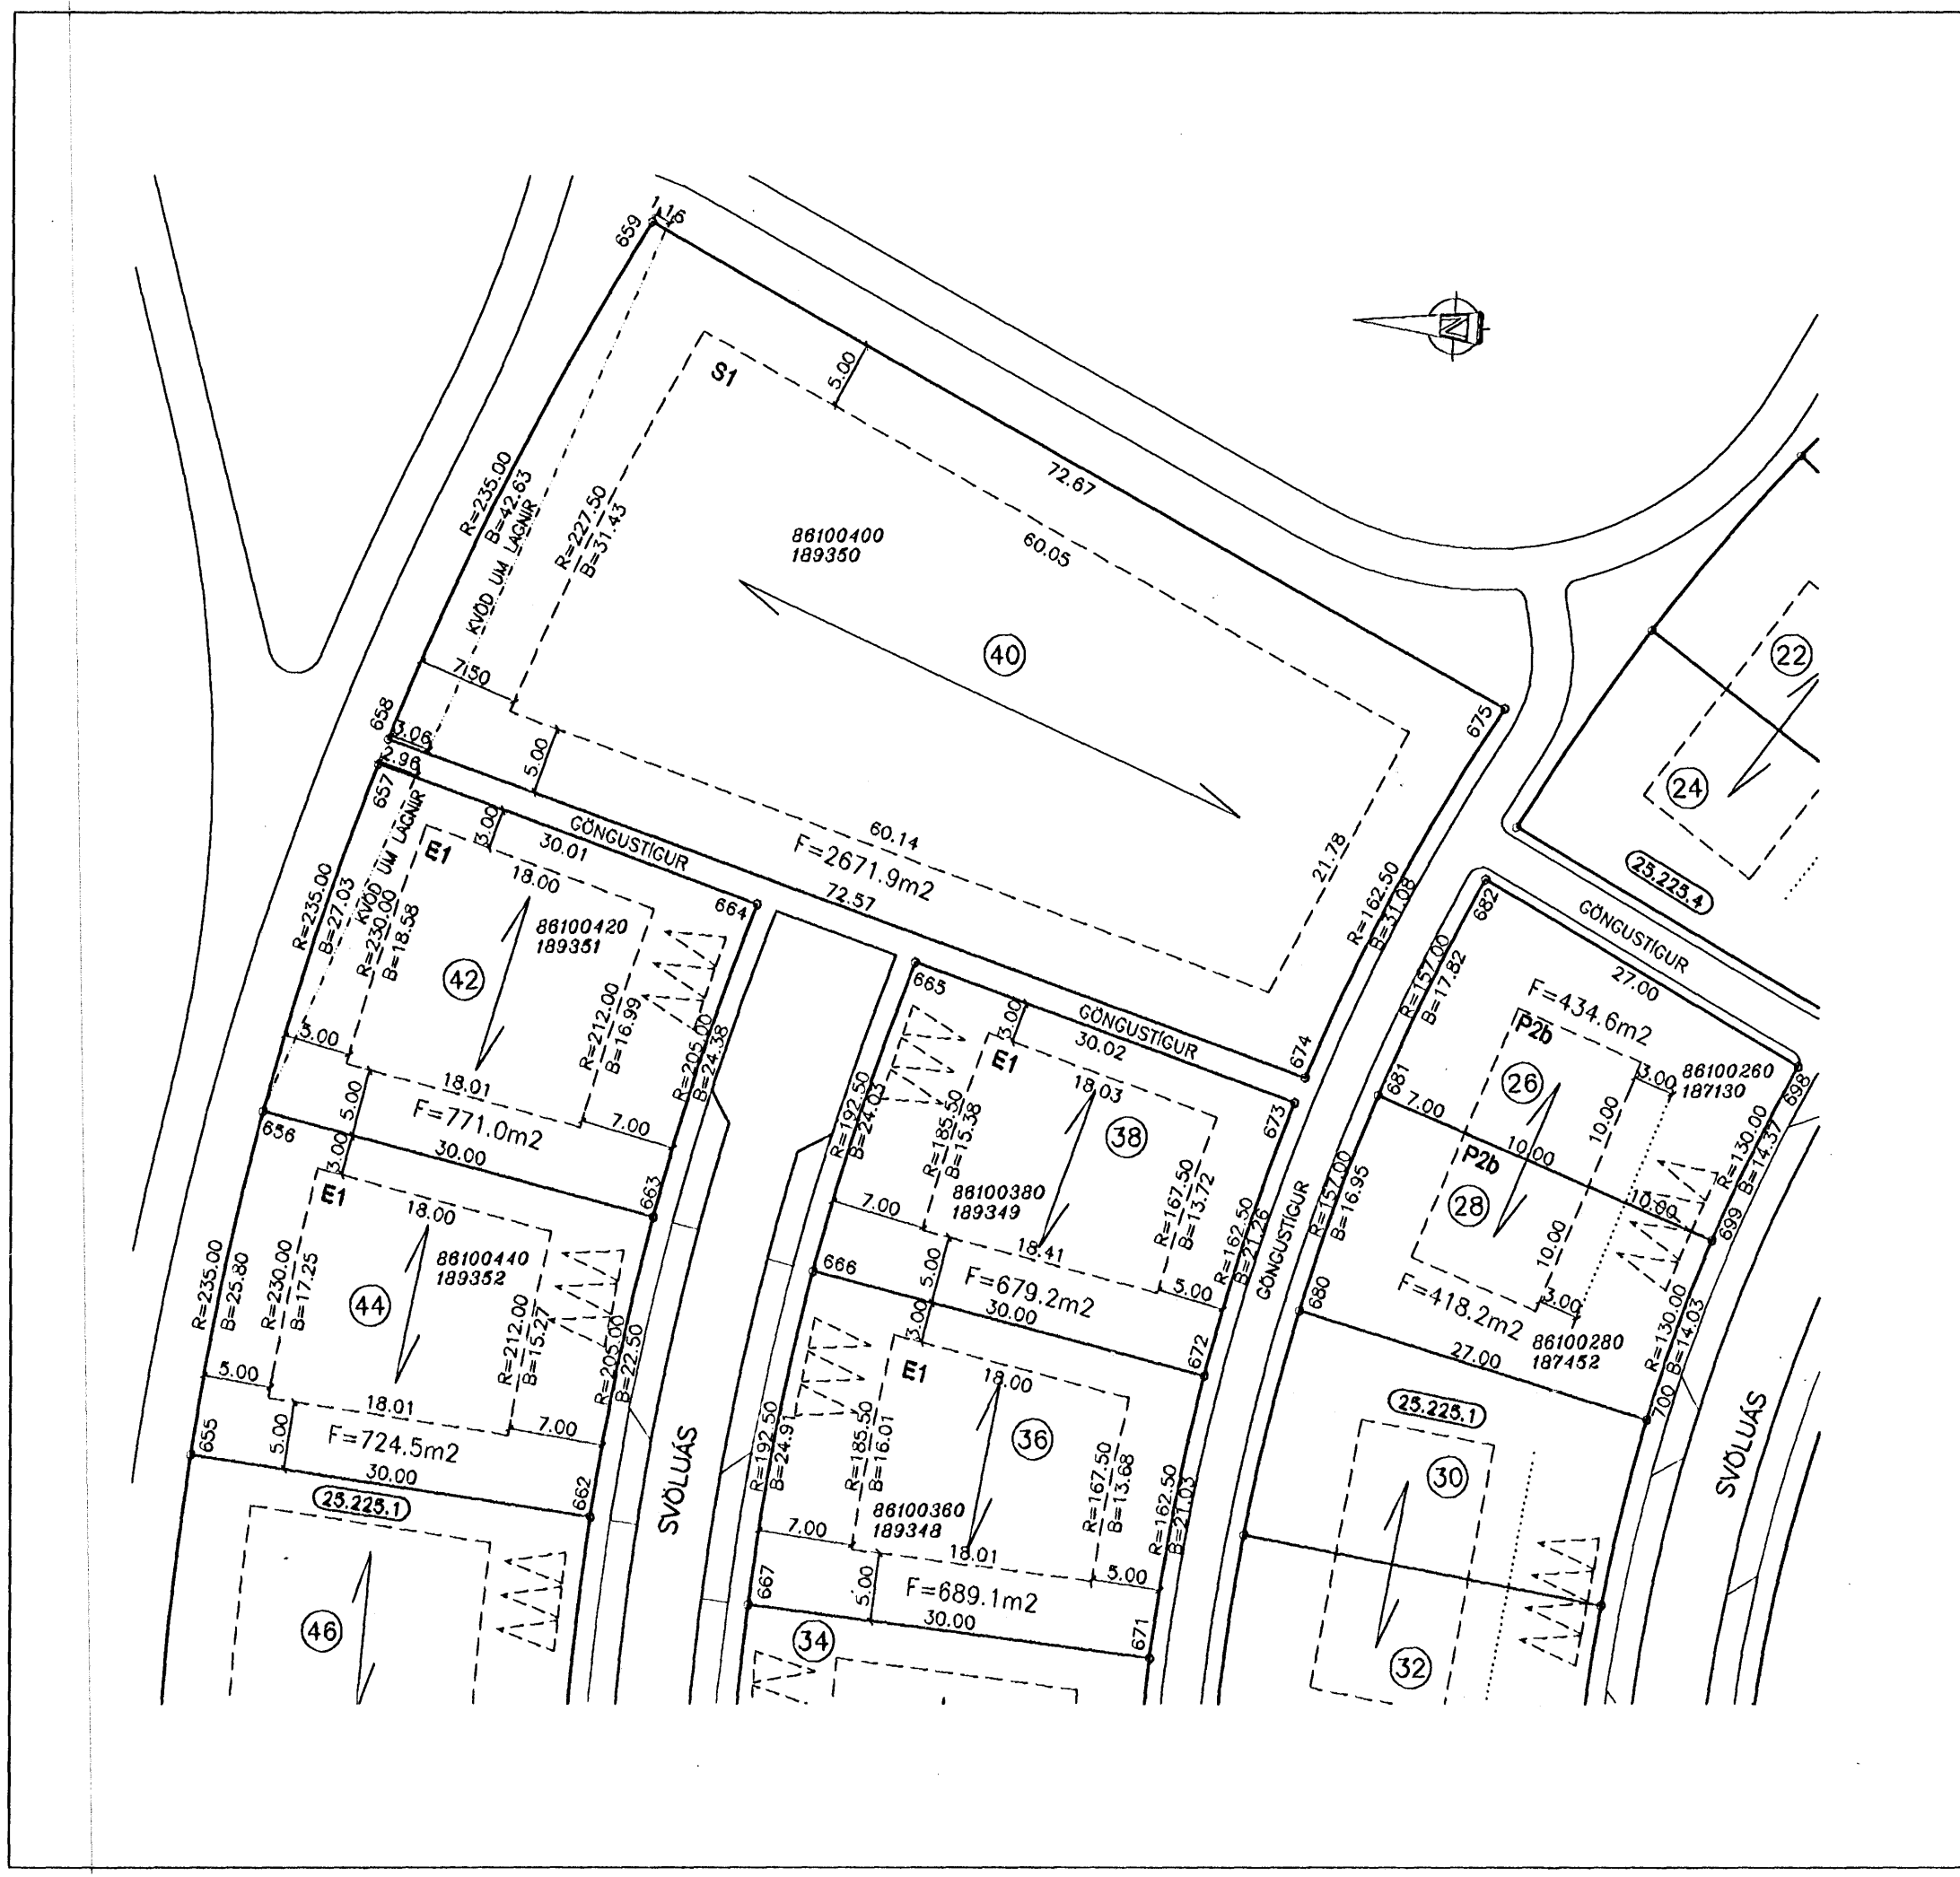 659
1.16
S1
5.00
N
R=235.00
B=42.63
KVÖÐ UM LAGNIR
R=227.50
B=31.43
72.67
60.05
86100400
189350
40
22
24
7.50
658
3.06
5.00
675
2.96
657
GÖNGUSTÍGUR
60.14
F=2671.9m2
72.57
21.78
R=162.50
B=31.08
25.225.4
GÖNGUSTÍGUR
3.00
30.01
E1
18.00
KVÖÐ UM LAGNIR
R=235.00
B=27.03
R=230.00
B=18.58
86100420
189351
664
42
R=212.00
B=16.99
R=205.00
B=24.38
5.00
18.01
F=771.0m2
7.00
5.00
656
3.00
30.00
663
E1
18.00
86100440
189352
44
R=235.00
B=25.80
R=230.00
B=17.25
R=212.00
B=15.27
R=205.00
B=22.50
5.00
18.01
F=724.5m2
7.00
655
5.00
30.00
662
25.225.1
46
SVÖLUÁS
665
3.00
GÖNGUSTÍGUR
30.02
674
E1
18.03
673
38
R=192.50
B=24.03
R=185.50
B=15.38
86100380
189349
R=167.50
B=13.72
R=162.50
B=21.26
GÖNGUSTÍGUR
7.00
18.41
5.00
666
5.00
F=679.2m2
30.00
3.00
672
E1
18.00
36
R=192.50
B=24.91
R=185.50
B=16.01
86100360
189348
R=167.50
B=13.68
R=162.50
B=21.03
7.00
18.01
5.00
667
5.00
F=689.1m2
30.00
671
34
682
27.00
F=434.6m2
P2b
R=157.00
B=17.82
26
3.00
86100260
187130
698
681
7.00
10.00
10.00
10.00
R=130.00
B=14.37
P2b
28
R=157.00
B=16.95
10.00
699
680
3.00
F=418.2m2
86100280
187452
R=130.00
B=14.03
27.00
700
25.225.1
30
32
SVÖLUÁS